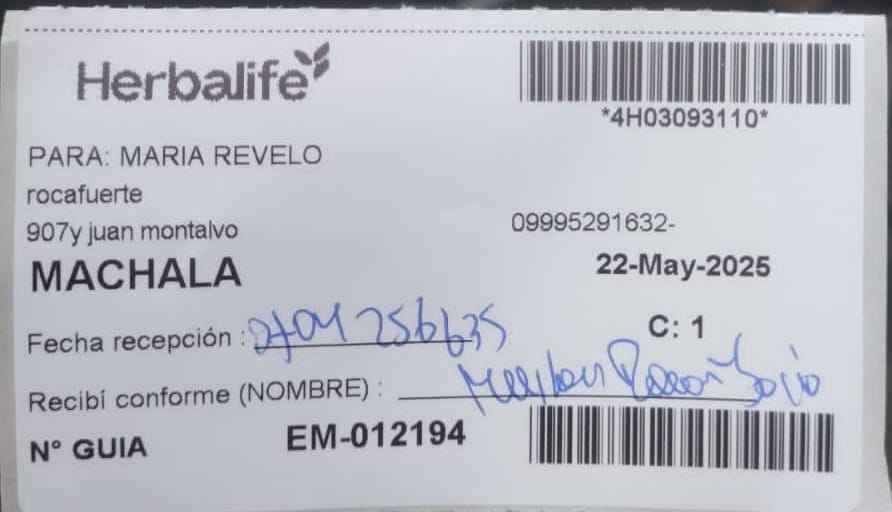 Herbalife
*4H03093110*
PARA: MARIA REVELO
rocafuerte
907y juan montalvo
09995291632-
MACHALA
22-May-2025
Fecha recepción :
C: 1
Recibí conforme (NOMBRE) :
N° GUIA EM-012194